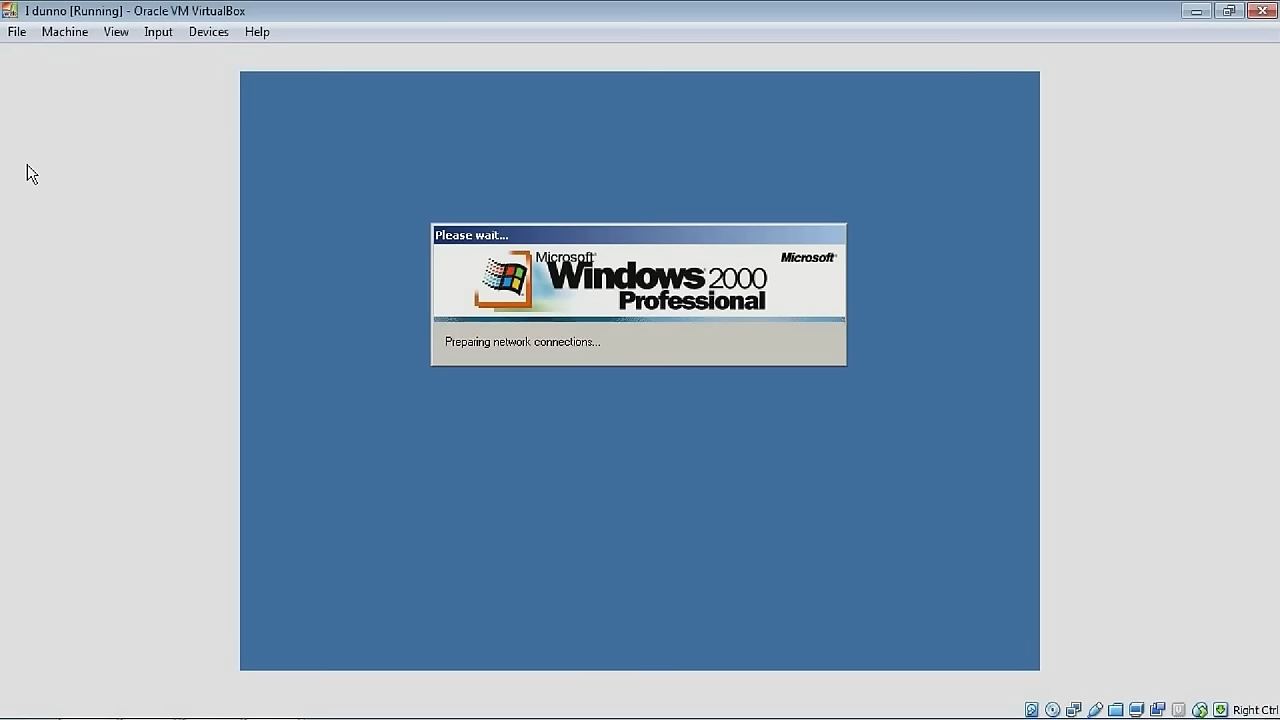 I dunno [Running] - Oracle VM VirtualBox
File Machine View Input Devices Help
Please wait...
Microsoft
Windows 2000
Professional
Microsoft
Preparing network connections...
Right Ctrl